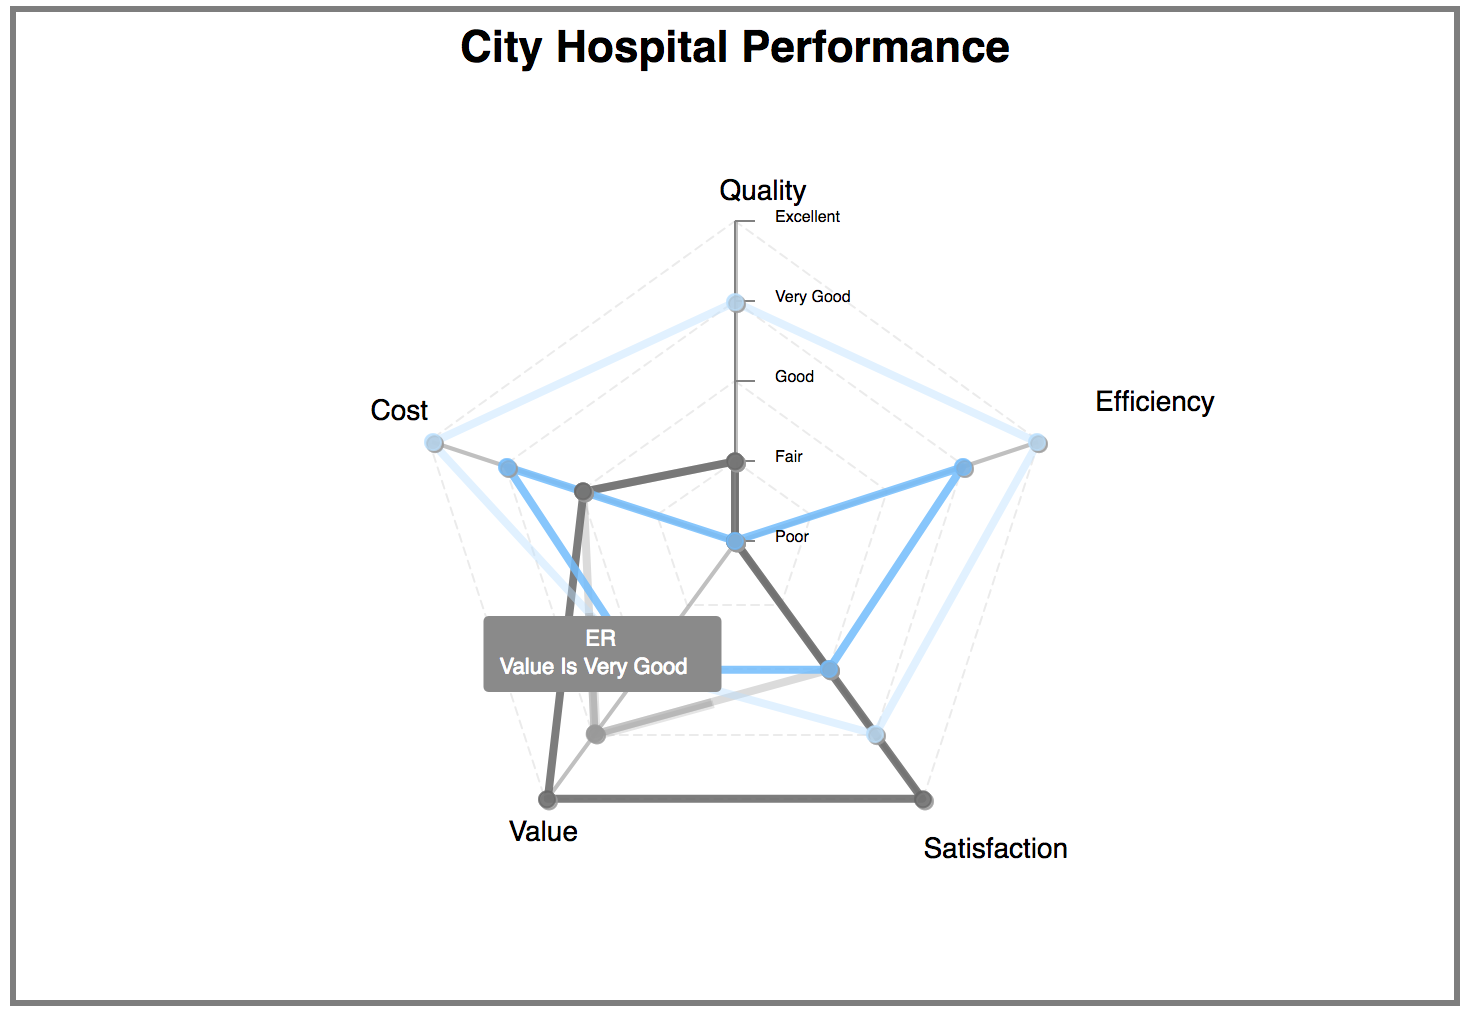 City Hospital Performance
Quality
Excellent
Very Good
Good
Fair
Poor
Cost
Efficiency
ER
Value Is Very Good
Value
Satisfaction